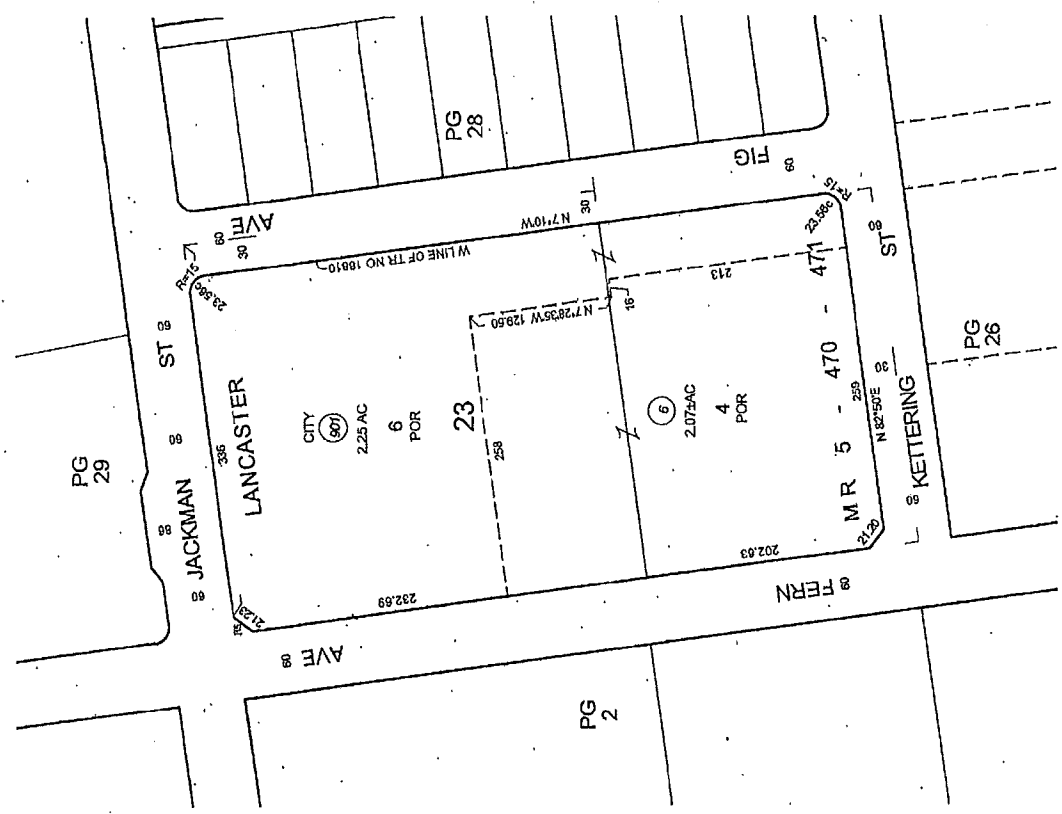 PG
28
PG
29
ST
60
60
86
JACKMAN
60
R=15
23.56c
60
30
AVE
W LINE OF TR NO 18810
N 7°10'W
30
FIG
60
R=15
23.56c
LANCASTER
336
CITY
901
2.25 AC
6
POR
23
258
N 7°28'35"W 129.60
16
213
6
2.07±AC
4
POR
M R 5 - 470 - 471
259
N 82°50'E
30
60
ST
KETTERING
60
PG
26
21.23
232.69
202.63
21.20
60
AVE
FERN
60
PG
2